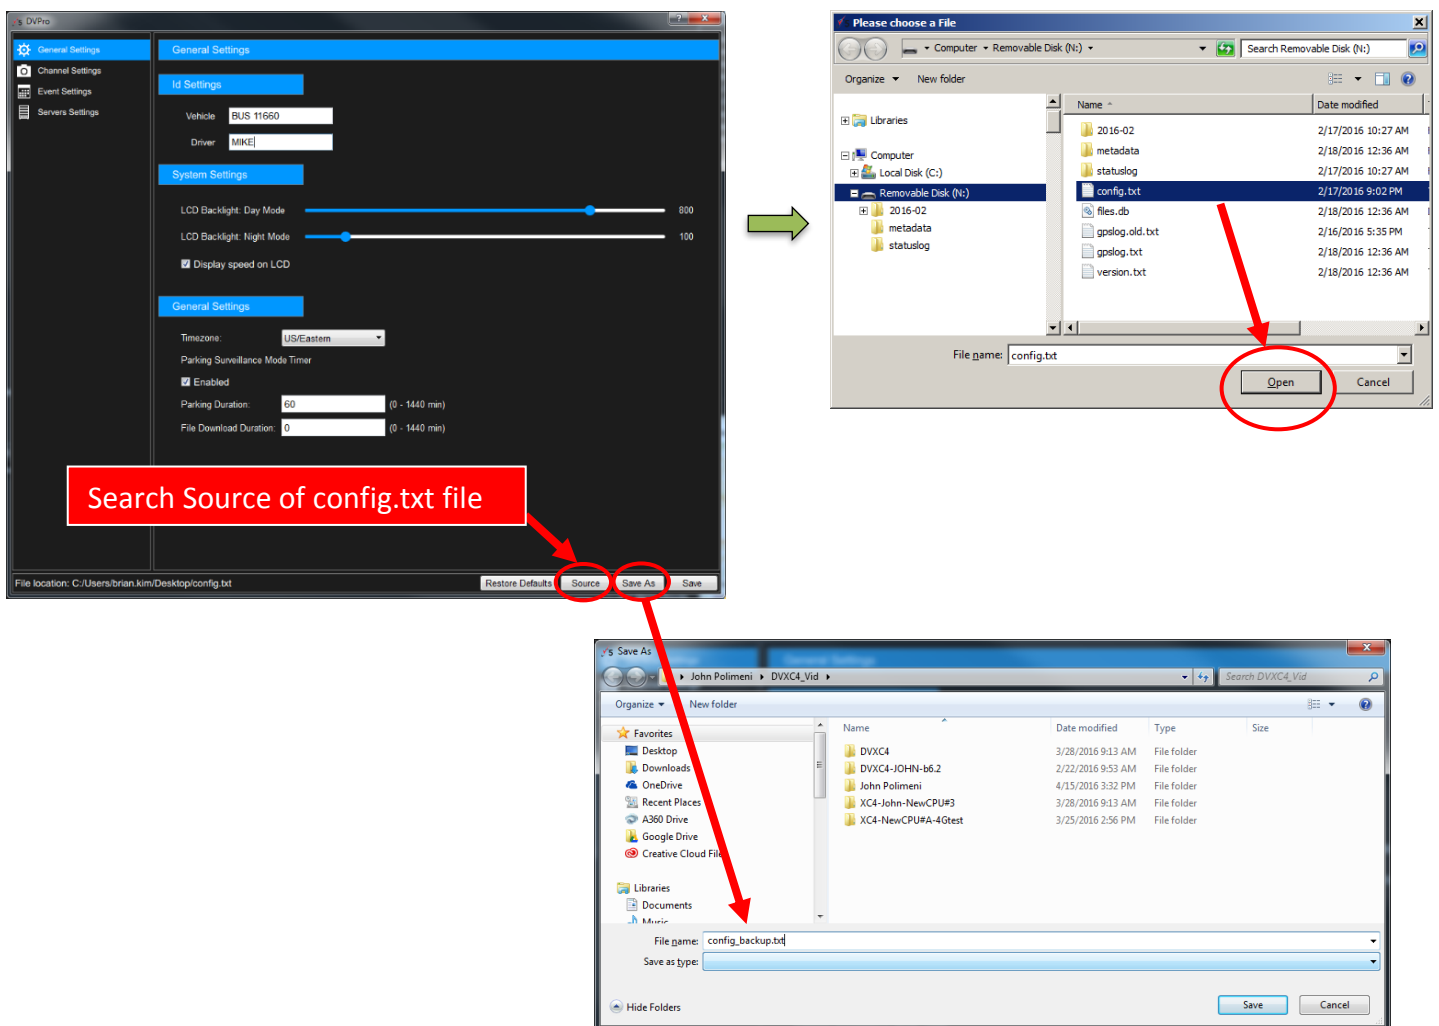 DVPro
General Settings
Channel Settings
Event Settings
Servers Settings
General Settings
Id Settings
Vehicle BUS 11660
Driver MIKE
System Settings
LCD Backlight: Day Mode 800
LCD Backlight: Night Mode 100
Display speed on LCD
General Settings
Timezone: US/Eastern
Parking Surveillance Mode Timer
Enabled
Parking Duration: 60 (0 - 1440 min)
File Download Duration: 0 (0 - 1440 min)
Search Source of config.txt file
File location: C:/Users/brian.kim/Desktop/config.txt
Restore Defaults Source Save As Save
Please choose a File
Computer Removable Disk (N:)
Search Removable Disk (N:)
Organize New folder
Libraries
Computer
Local Disk (C:)
Removable Disk (N:)
2016-02
metadata
statuslog
Name Date modified
2016-02 2/17/2016 10:27 AM
metadata 2/18/2016 12:36 AM
statuslog 2/17/2016 10:27 AM
config.txt 2/17/2016 9:02 PM
files.db 2/18/2016 12:36 AM
gpslog.old.txt 2/16/2016 5:35 PM
gpslog.txt 2/18/2016 12:36 AM
version.txt 2/18/2016 12:36 AM
File name: config.txt
Open Cancel
Save As
John Polimeni DVXC4_Vid
Search DVXC4_Vid
Organize New folder
Favorites
Desktop
Downloads
OneDrive
Recent Places
A360 Drive
Google Drive
Creative Cloud File
Libraries
Documents
Music
Name Date modified Type Size
DVXC4 3/28/2016 9:13 AM File folder
DVXC4-JOHN-b6.2 2/22/2016 9:53 AM File folder
John Polimeni 4/15/2016 3:32 PM File folder
XC4-John-NewCPU#3 3/28/2016 9:13 AM File folder
XC4-NewCPU#A-4Gtest 3/25/2016 2:56 PM File folder
File name: config_backup.txt
Save as type:
Hide Folders
Save Cancel